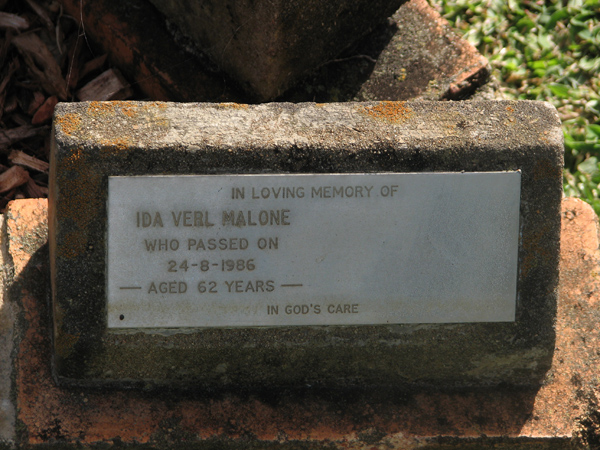 IN LOVING MEMORY OF
IDA VERL MALONE
WHO PASSED ON
24-8-1986
— AGED 62 YEARS —
IN GOD'S CARE